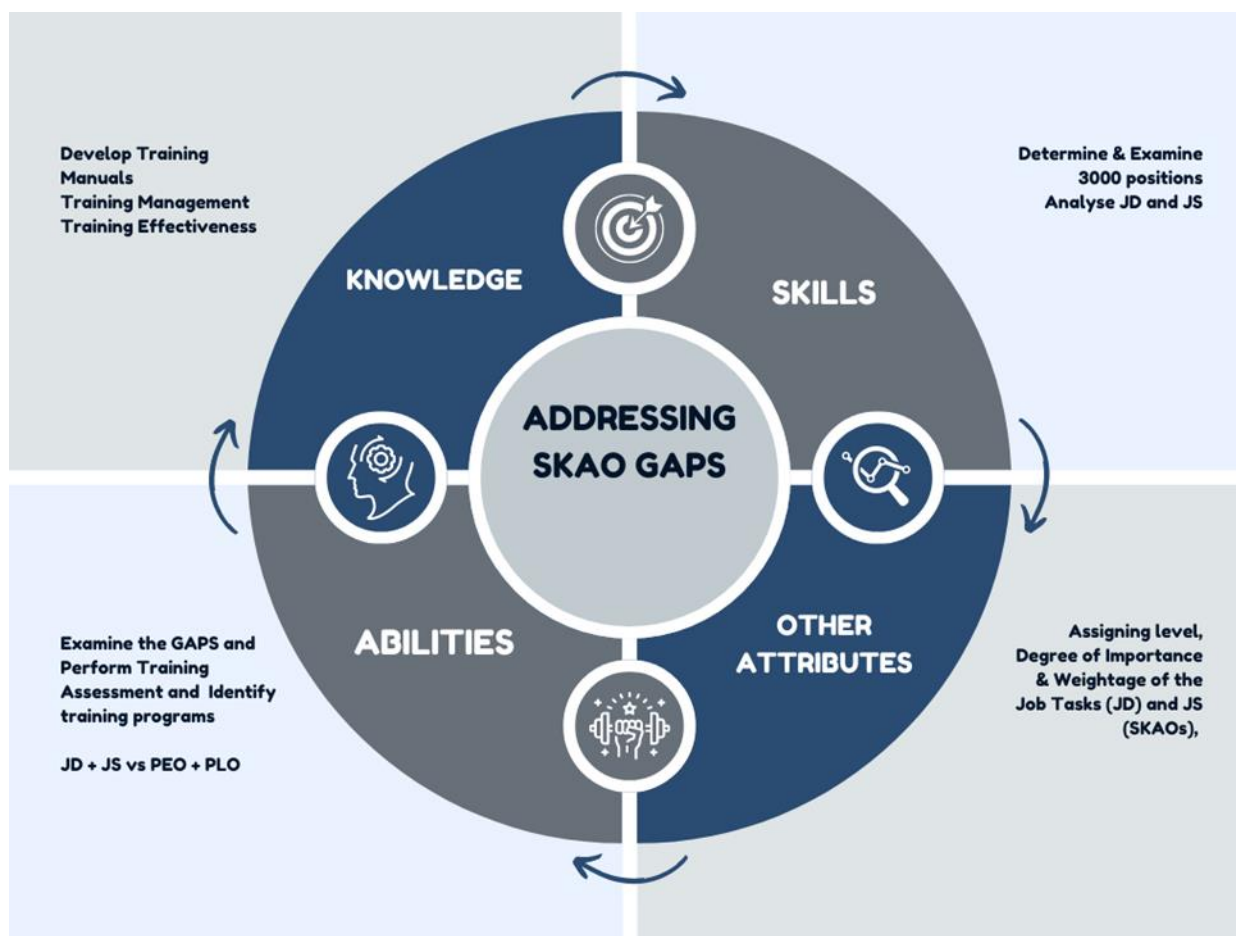 Develop Training
Manuals
Training Management
Training Effectiveness
Determine & Examine
3000 positions
Analyse JD and JS
KNOWLEDGE
SKILLS
ADDRESSING
SKAO GAPS
ABILITIES
OTHER
ATTRIBUTES
Examine the GAPS and
Perform Training
Assessment and Identify
training programs
JD + JS vs PEO + PLO
Assigning level,
Degree of Importance
& Weightage of the
Job Tasks (JD) and JS
(SKAOs),